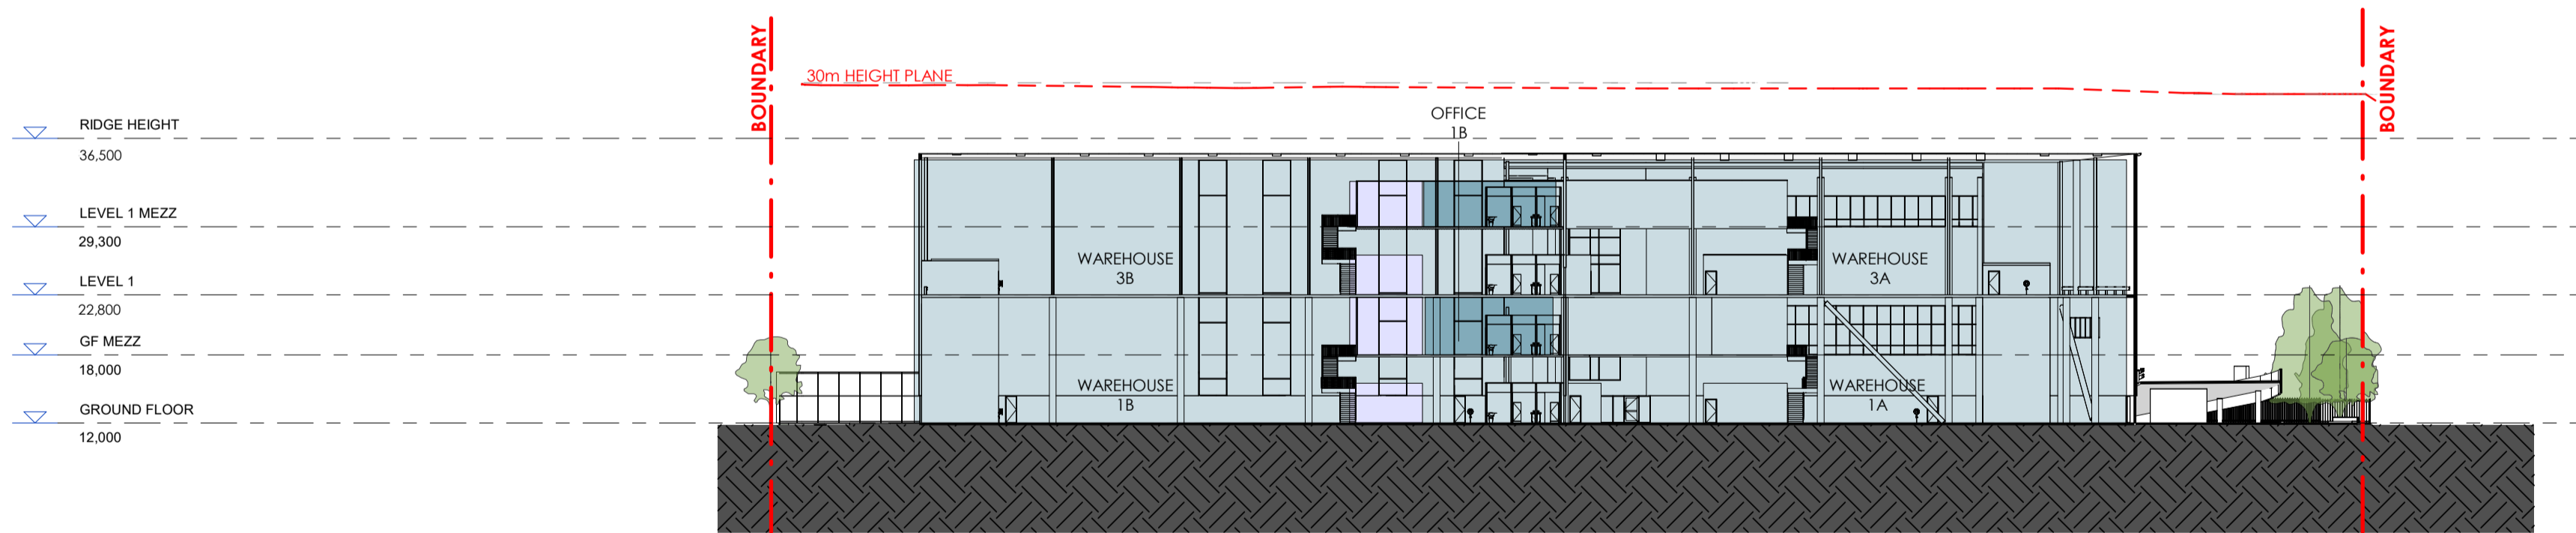 BOUNDARY
30m HEIGHT PLANE
BOUNDARY
OFFICE
1B
RIDGE HEIGHT
36,500
LEVEL 1 MEZZ
29,300
LEVEL 1
22,800
GF MEZZ
18,000
GROUND FLOOR
12,000
WAREHOUSE
3B
WAREHOUSE
3A
WAREHOUSE
1B
WAREHOUSE
1A